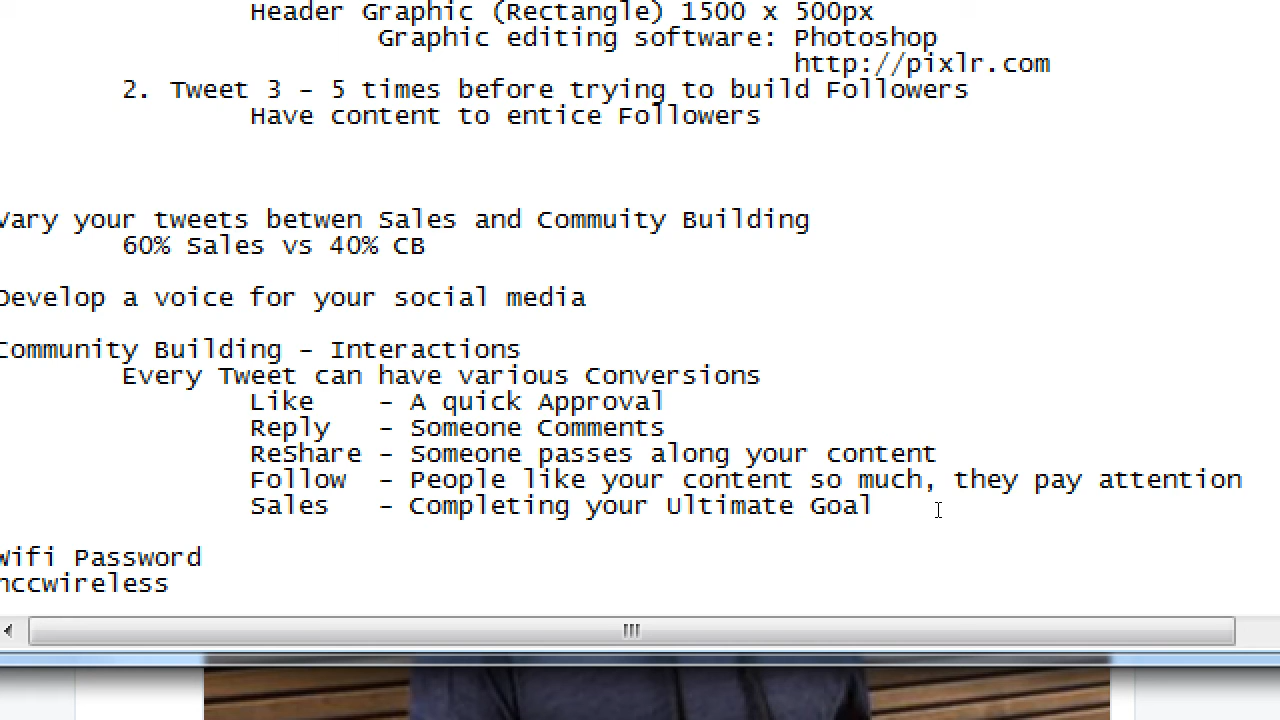 Header Graphic (Rectangle) 1500 x 500px
Graphic editing software: Photoshop
http://pixlr.com
2. Tweet 3 – 5 times before trying to build Followers
Have content to entice Followers
Vary your tweets betwen Sales and Commuity Building
60% Sales vs 40% CB
Develop a voice for your social media
Community Building – Interactions
Every Tweet can have various Conversions
Like – A quick Approval
Reply – Someone Comments
ReShare – Someone passes along your content
Follow – People like your content so much, they pay attention
Sales – Completing your Ultimate Goal
Wifi Password